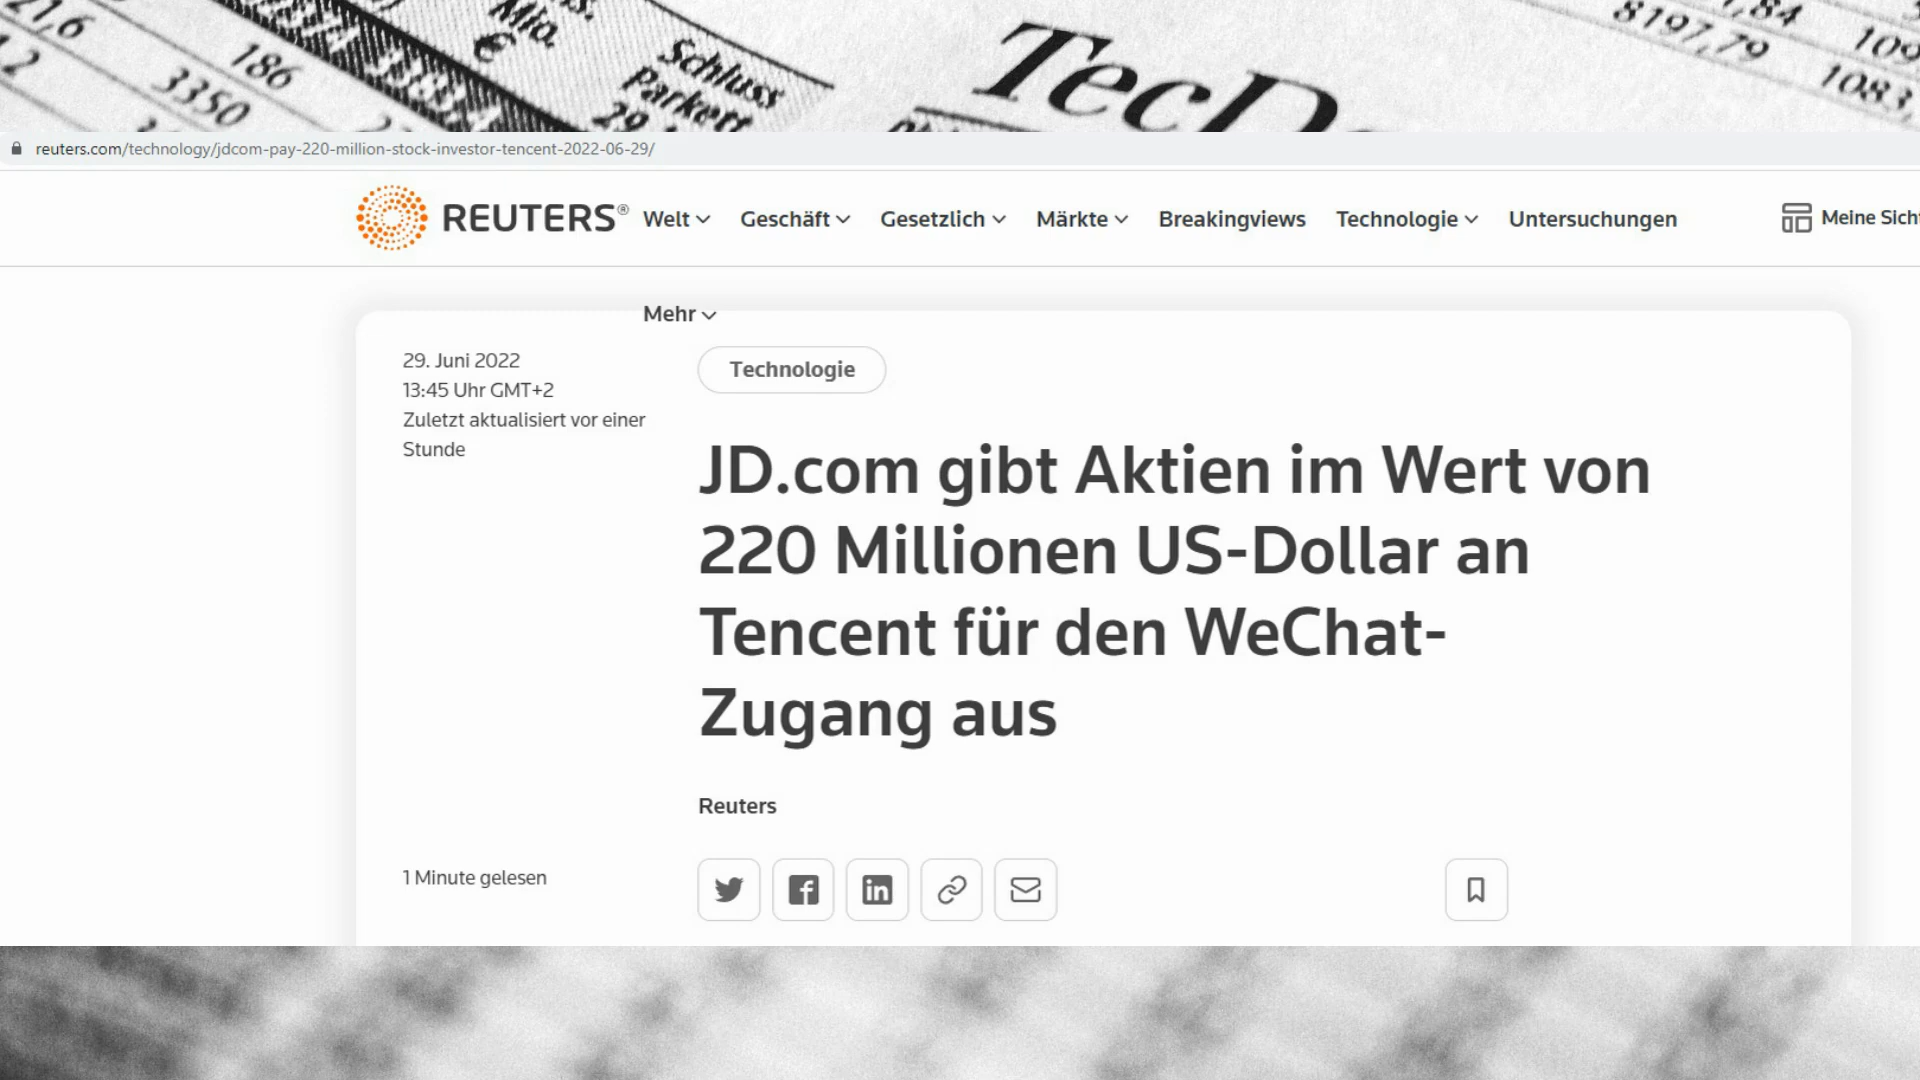 21,6
186
3350
Mio.
€
Schluss
Parkett
TecD
8197,79
1083,
reuters.com/technology/jdcom-pay-220-million-stock-investor-tencent-2022-06-29/
REUTERS® Welt Geschäft Gesetzlich Märkte Breakingviews Technologie Untersuchungen Meine Sich
Mehr
29. Juni 2022
13:45 Uhr GMT+2
Zuletzt aktualisiert vor einer
Stunde
Technologie
JD.com gibt Aktien im Wert von
220 Millionen US-Dollar an
Tencent für den WeChat-
Zugang aus
Reuters
1 Minute gelesen